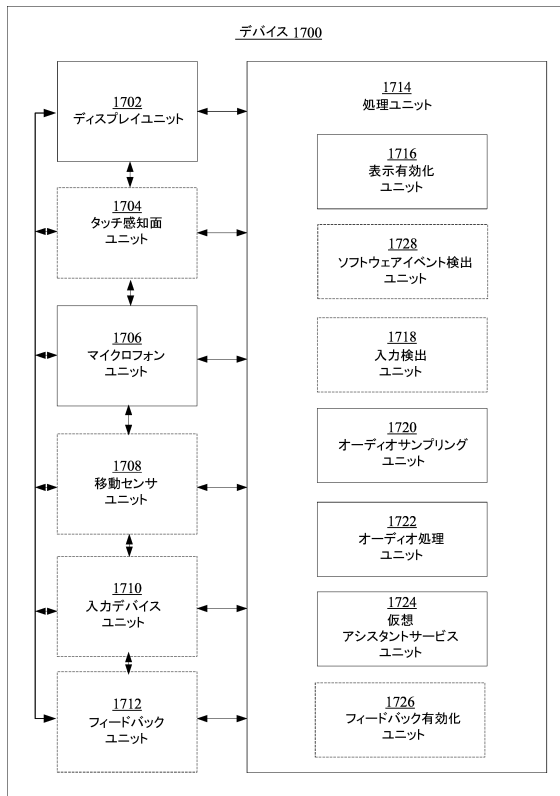 デバイス 1700
1702
ディスプレイユニット
1704
タッチ感知面
ユニット
1706
マイクロフォン
ユニット
1708
移動センサ
ユニット
1710
入力デバイス
ユニット
1712
フィードバック
ユニット
1714
処理ユニット
1716
表示有効化
ユニット
1728
ソフトウェアイベント検出
ユニット
1718
入力検出
ユニット
1720
オーディオサンプリング
ユニット
1722
オーディオ処理
ユニット
1724
仮想
アシスタントサービス
ユニット
1726
フィードバック有効化
ユニット